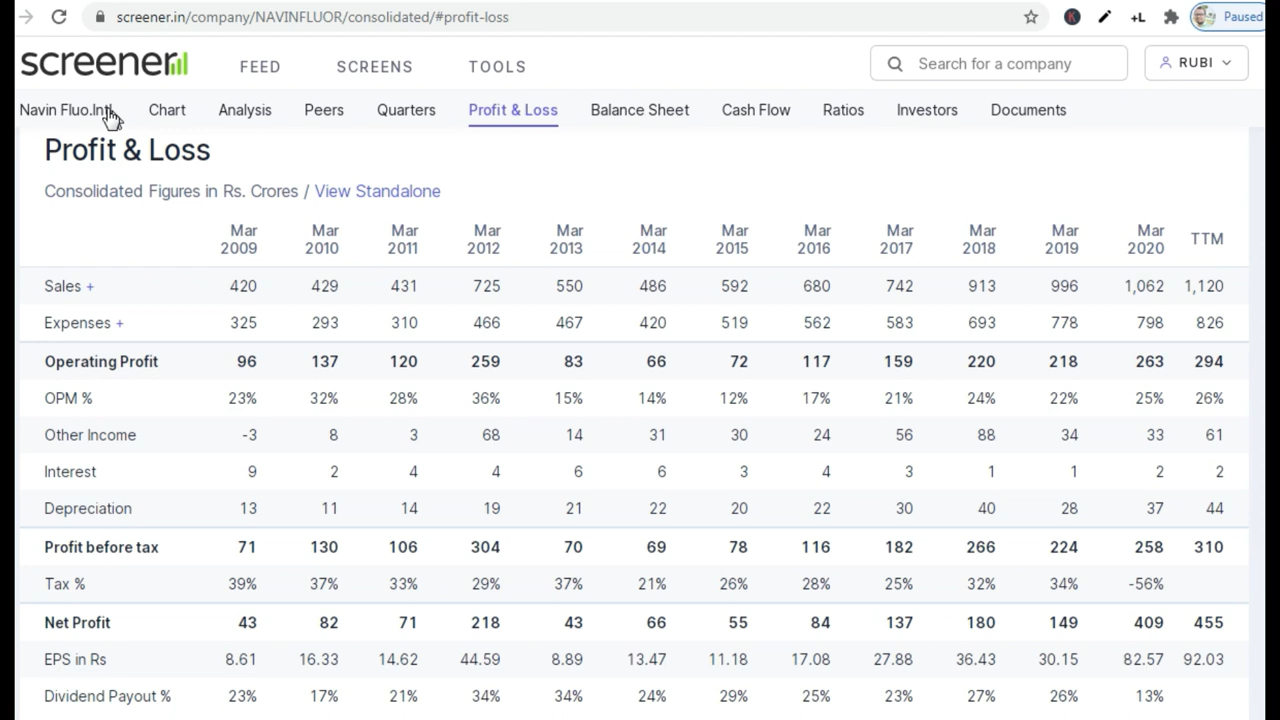 screener.in/company/NAVINFLUOR/consolidated/#profit-loss K +L Paused
screener FEED SCREENS TOOLS Search for a company RUBI
Navin Fluo.Intl. Chart Analysis Peers Quarters Profit & Loss Balance Sheet Cash Flow Ratios Investors Documents
Profit & Loss
Consolidated Figures in Rs. Crores / View Standalone
Mar Mar Mar Mar Mar Mar Mar Mar Mar Mar Mar Mar
2009 2010 2011 2012 2013 2014 2015 2016 2017 2018 2019 2020 TTM
Sales + 420 429 431 725 550 486 592 680 742 913 996 1,062 1,120
Expenses + 325 293 310 466 467 420 519 562 583 693 778 798 826
Operating Profit 96 137 120 259 83 66 72 117 159 220 218 263 294
OPM % 23% 32% 28% 36% 15% 14% 12% 17% 21% 24% 22% 25% 26%
Other Income -3 8 3 68 14 31 30 24 56 88 34 33 61
Interest 9 2 4 4 6 6 3 4 3 1 1 2 2
Depreciation 13 11 14 19 21 22 20 22 30 40 28 37 44
Profit before tax 71 130 106 304 70 69 78 116 182 266 224 258 310
Tax % 39% 37% 33% 29% 37% 21% 26% 28% 25% 32% 34% -56%
Net Profit 43 82 71 218 43 66 55 84 137 180 149 409 455
EPS in Rs 8.61 16.33 14.62 44.59 8.89 13.47 11.18 17.08 27.88 36.43 30.15 82.57 92.03
Dividend Payout % 23% 17% 21% 34% 34% 24% 29% 25% 23% 27% 26% 13%